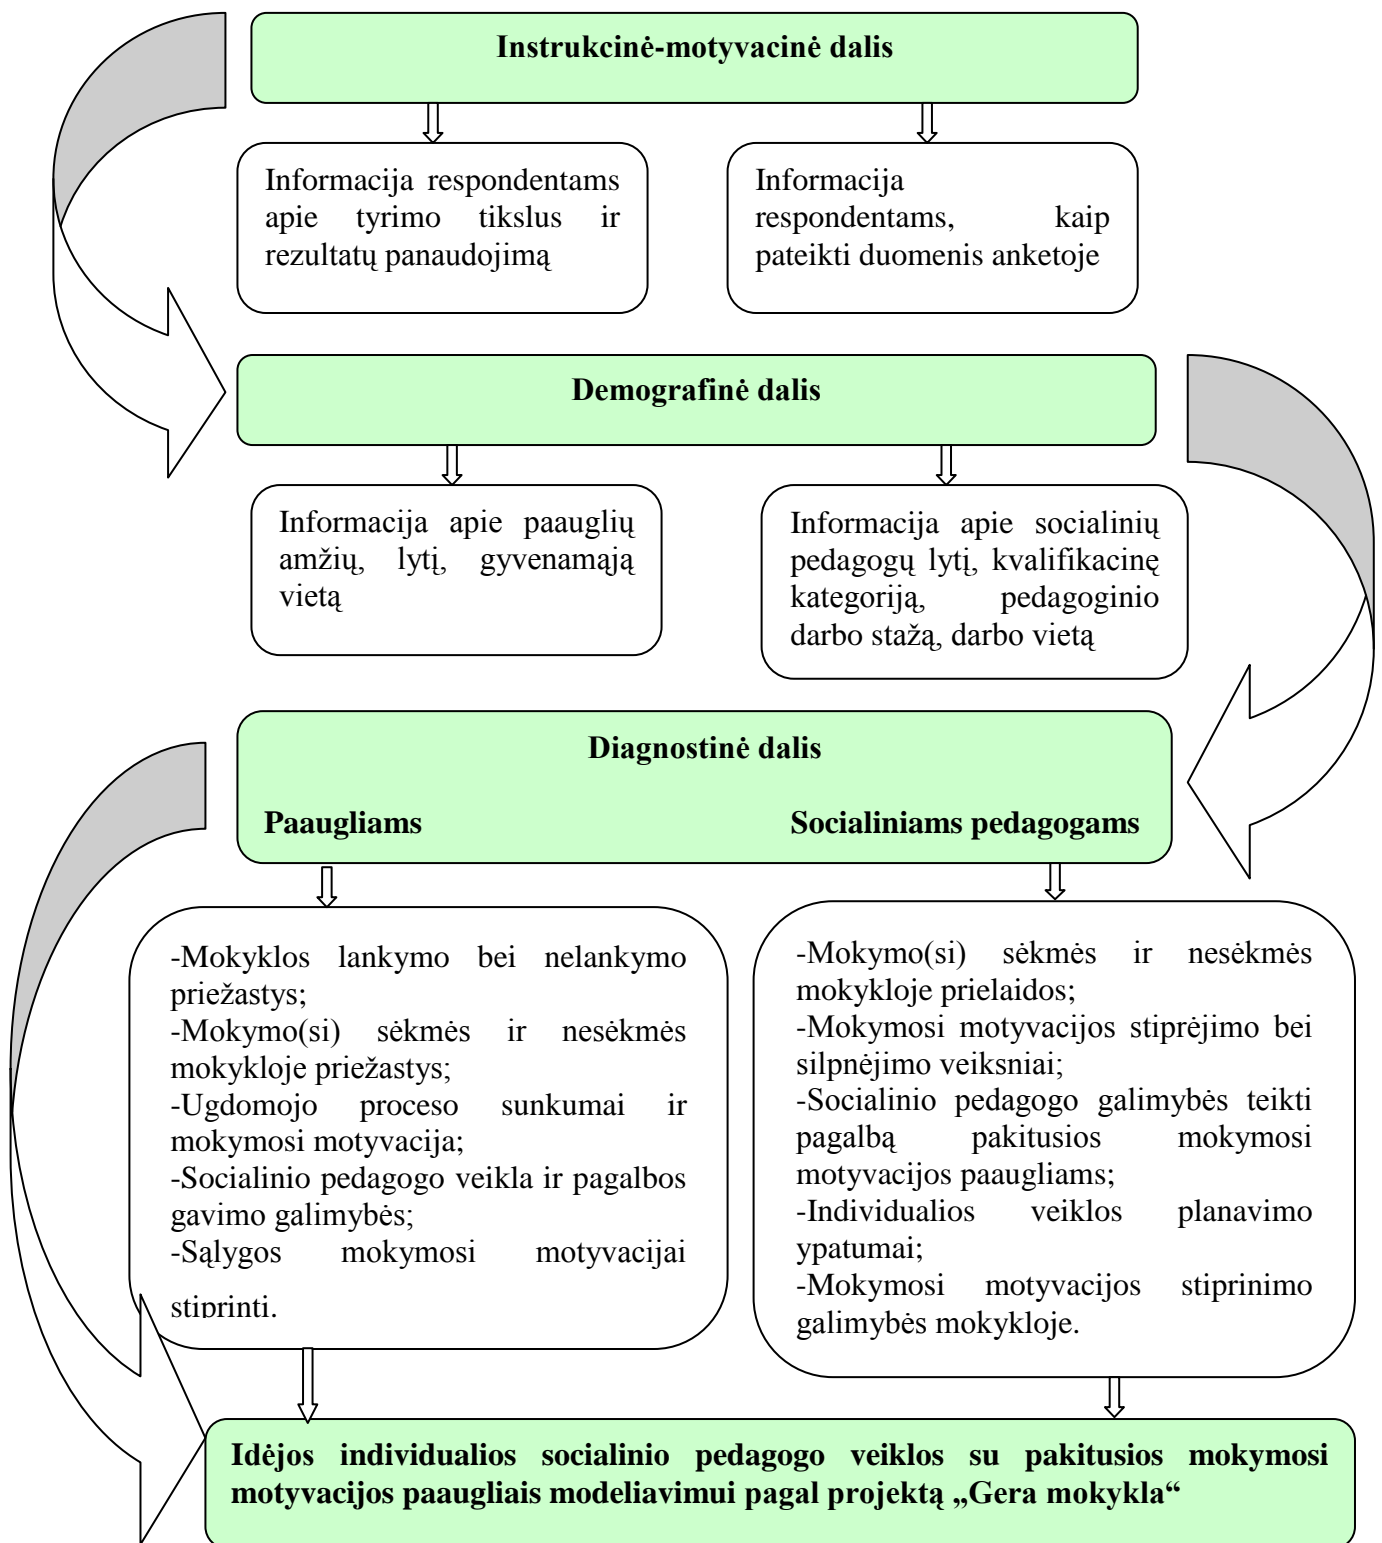 Instrukcinė-motyvacinė dalis
Informacija respondentams
apie tyrimo tikslus ir
rezultatų panaudojimą
Informacija
respondentams, kaip
pateikti duomenis anketoje
Demografinė dalis
Informacija apie paauglių
amžių, lytį, gyvenamąją
vietą
Informacija apie socialinių
pedagogų lytį, kvalifikacinę
kategoriją, pedagoginio
darbo stažą, darbo vietą
Diagnostinė dalis
Paaugliams Socialiniams pedagogams
-Mokyklos lankymo bei nelankymo
priežastys;
-Mokymo(si) sėkmės ir nesėkmės
mokykloje priežastys;
-Ugdomojo proceso sunkumai ir
mokymosi motyvacija;
-Socialinio pedagogo veikla ir pagalbos
gavimo galimybės;
-Sąlygos mokymosi motyvacijai
stiprinti.
-Mokymo(si) sėkmės ir nesėkmės
mokykloje prielaidos;
-Mokymosi motyvacijos stiprėjimo bei
silpnėjimo veiksniai;
-Socialinio pedagogo galimybės teikti
pagalbą pakitusios mokymosi
motyvacijos paaugliams;
-Individualios veiklos planavimo
ypatumai;
-Mokymosi motyvacijos stiprinimo
galimybės mokykloje.
Idėjos individualios socialinio pedagogo veiklos su pakitusios mokymosi
motyvacijos paaugliais modeliavimui pagal projektą „Gera mokykla“